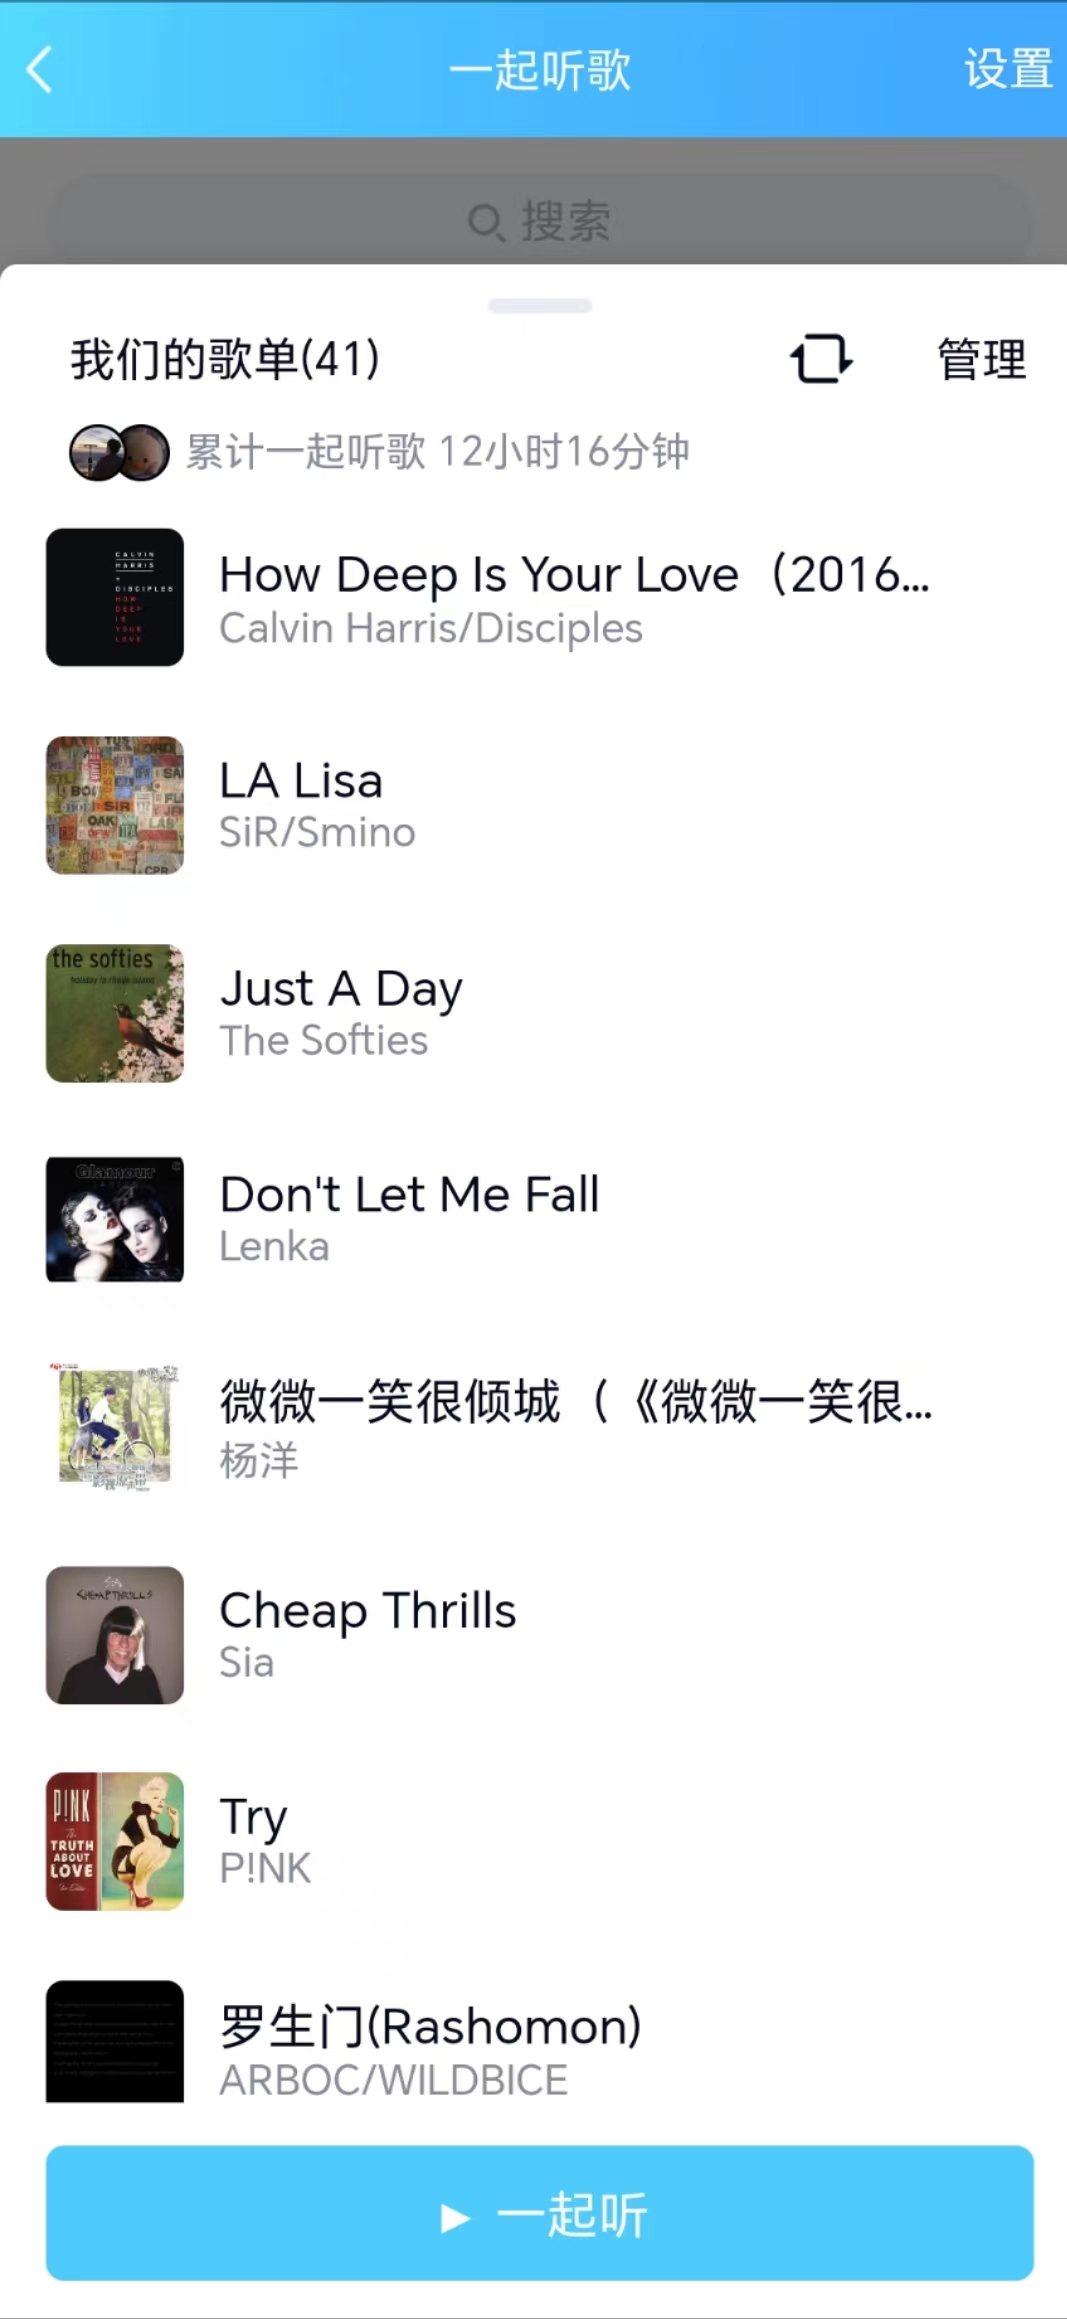 一起听歌
设置
搜索
我们的歌单(41)
管理
累计一起听歌 12小时16分钟
CALVIN
HARRIS
+
DISCIPLES
HOW
DEEP
IS
YOUR
LOVE
How Deep Is Your Love（2016...
Calvin Harris/Disciples
LA Lisa
SiR/Smino
the softies
holiday in rhode island
Just A Day
The Softies
Glamour
Don't Let Me Fall
Lenka
微微一笑很倾城（《微微一笑很...
杨洋
CHEAP THRILLS
Cheap Thrills
Sia
P!NK
The
TRUTH
ABOUT
LOVE
Try
P!NK
罗生门(Rashomon)
ARBOC/WILDBICE
一起听